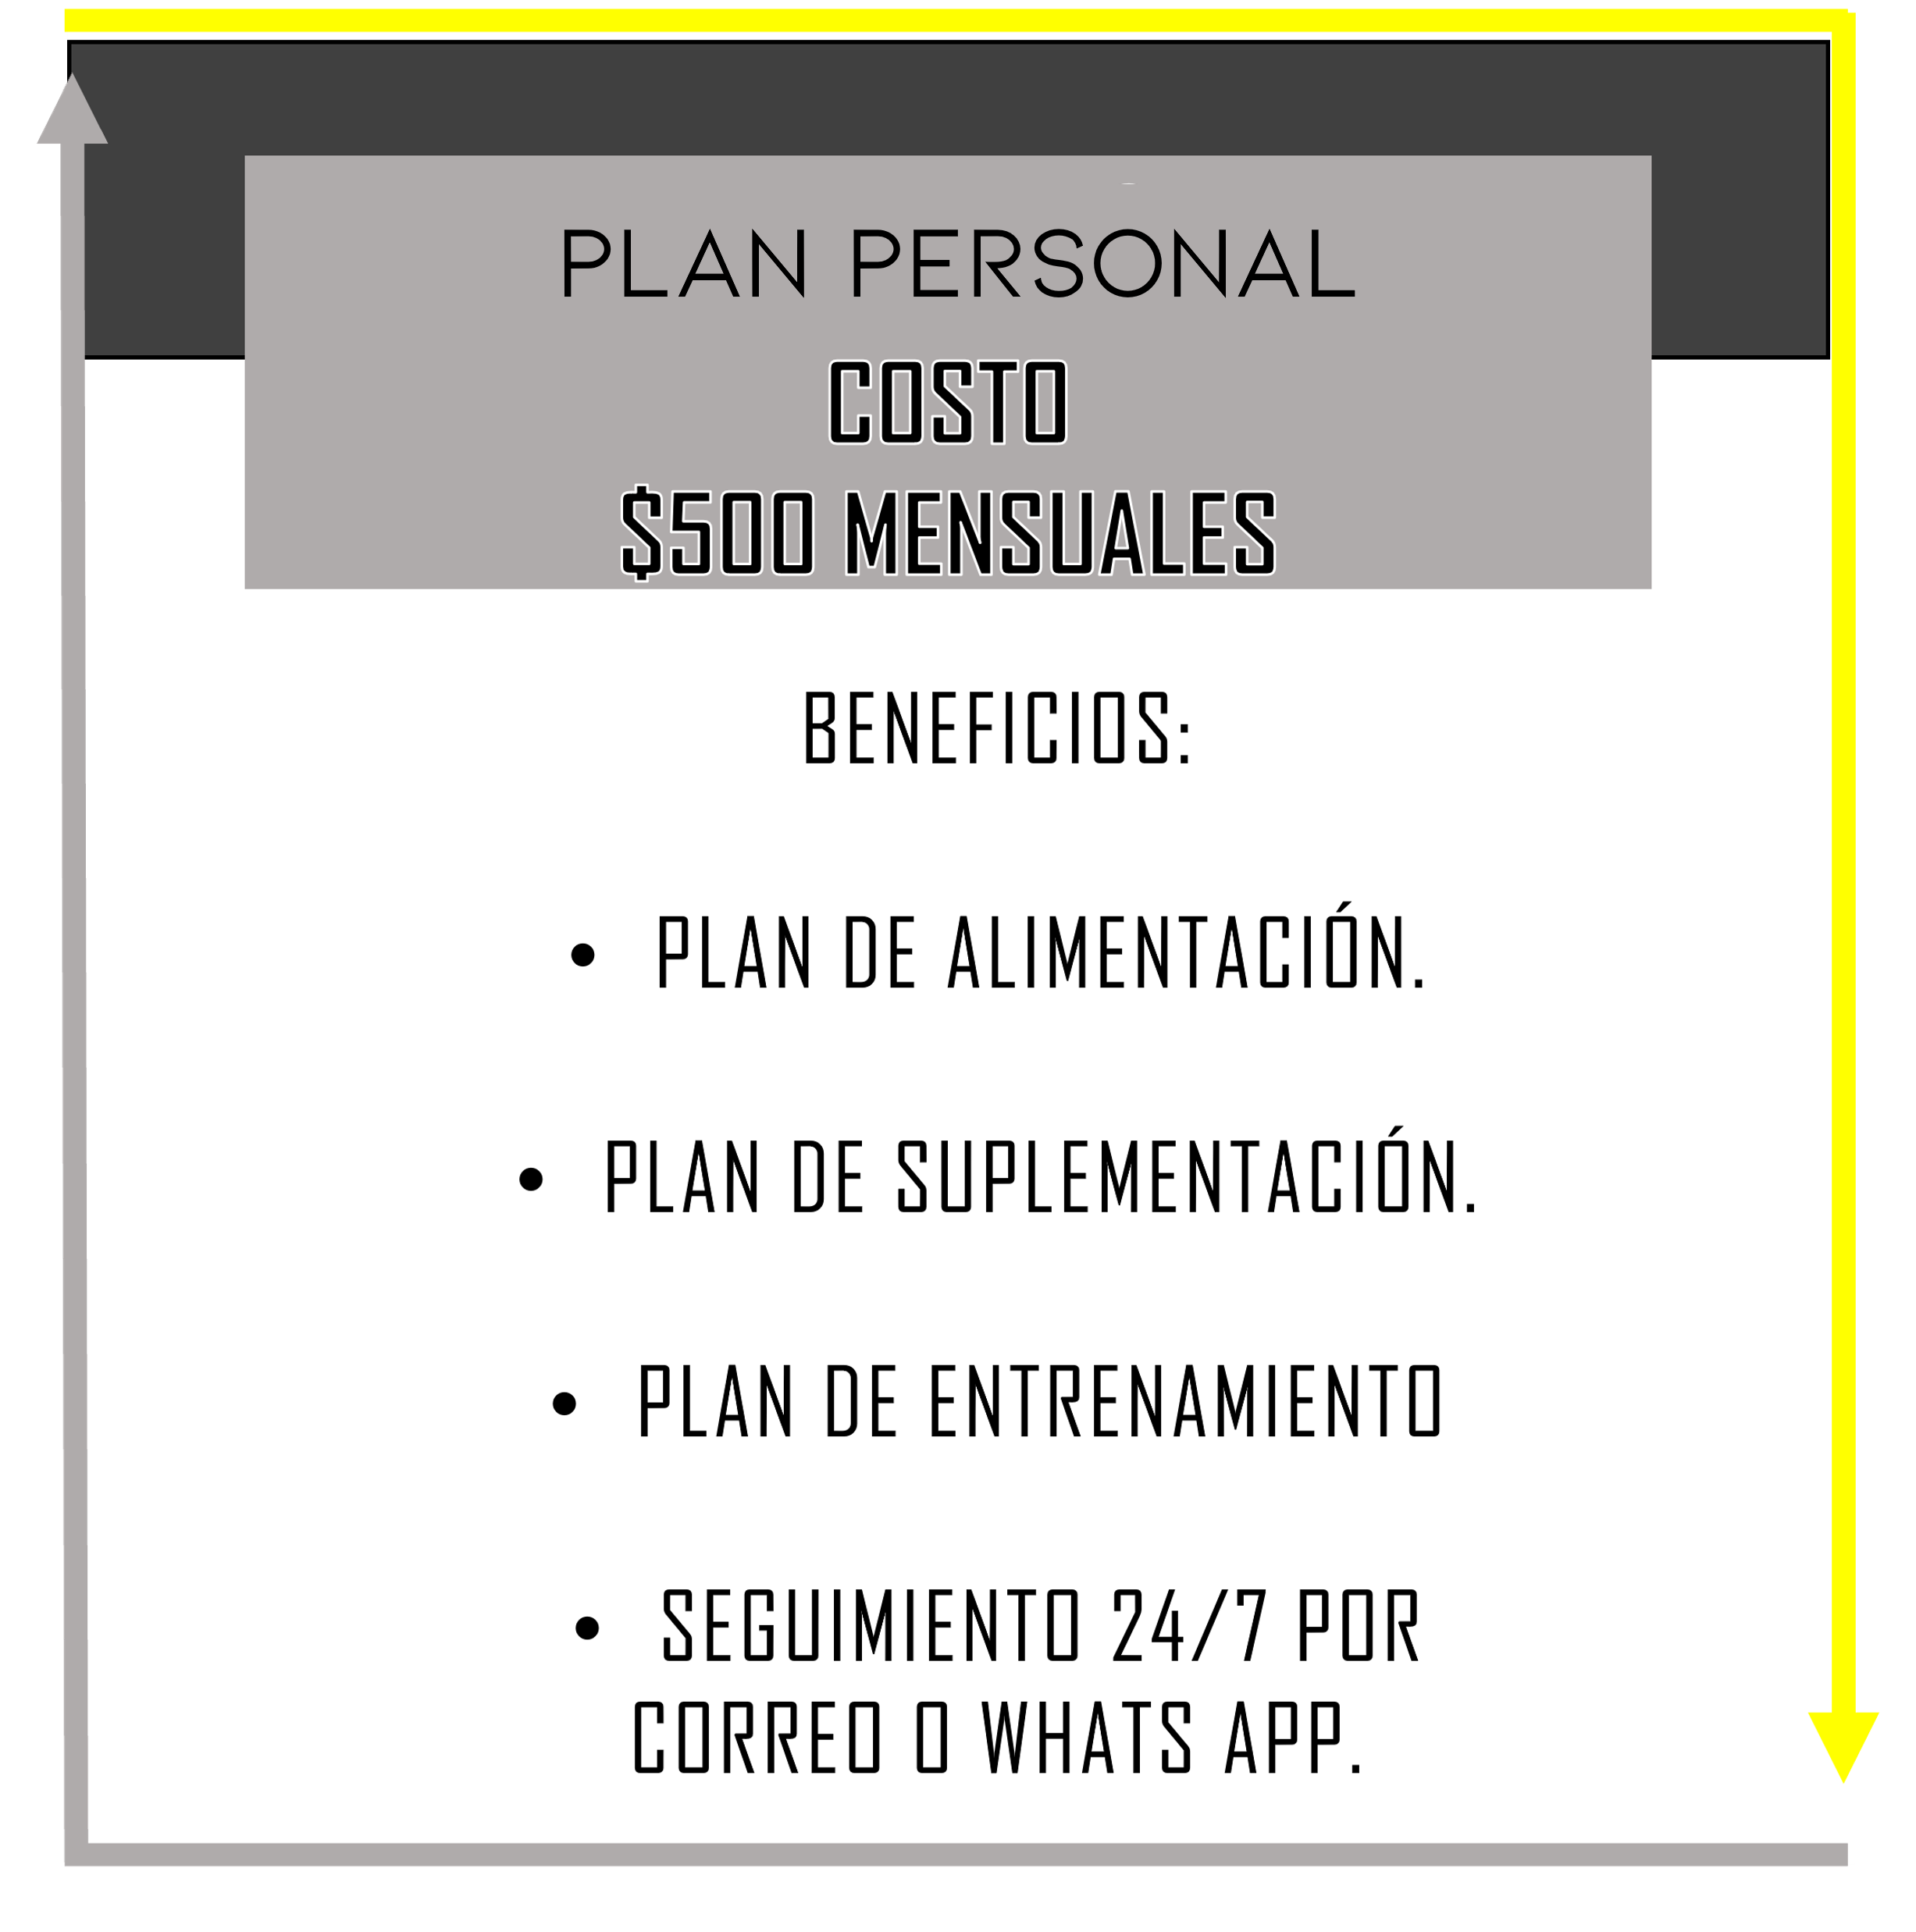 PLAN PERSONAL
COSTO
$500 MENSUALES
BENEFICIOS:
• PLAN DE ALIMENTACIÓN.
• PLAN DE SUPLEMENTACIÓN.
• PLAN DE ENTRENAMIENTO
• SEGUIMIENTO 24/7 POR
CORREO O WHATS APP.